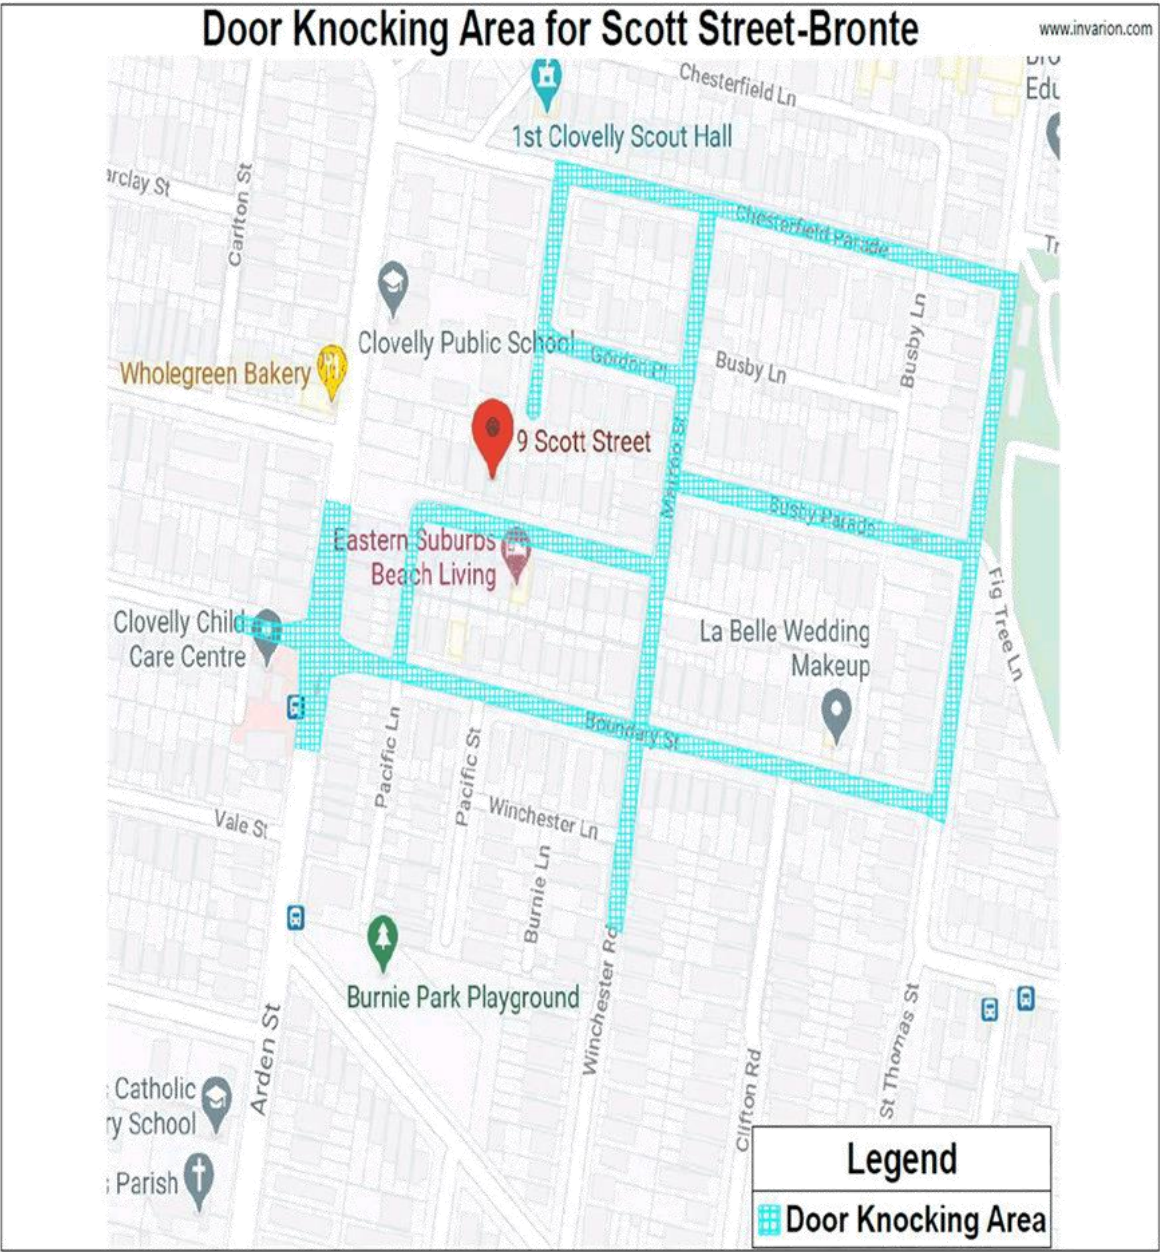 Door Knocking Area for Scott Street-Bronte
www.invarion.com
Edu
Chesterfield Ln
1st Clovelly Scout Hall
arclay St
Carlton St
Chesterfield Parade
Tr
Clovelly Public School
Busby Ln
Wholegreen Bakery
Gordon Pl
Busby Ln
9 Scott Street
Busby Parade
Eastern Suburbs
Beach Living
Fig Tree Ln
Clovelly Child
Care Centre
La Belle Wedding
Makeup
Boundary St
Pacific Ln
Pacific St
Winchester Ln
Vale St
Burnie Ln
Winchester Rd
Burnie Park Playground
Arden St
St Thomas St
Clifton Rd
Catholic
ry School
Parish
Legend
Door Knocking Area